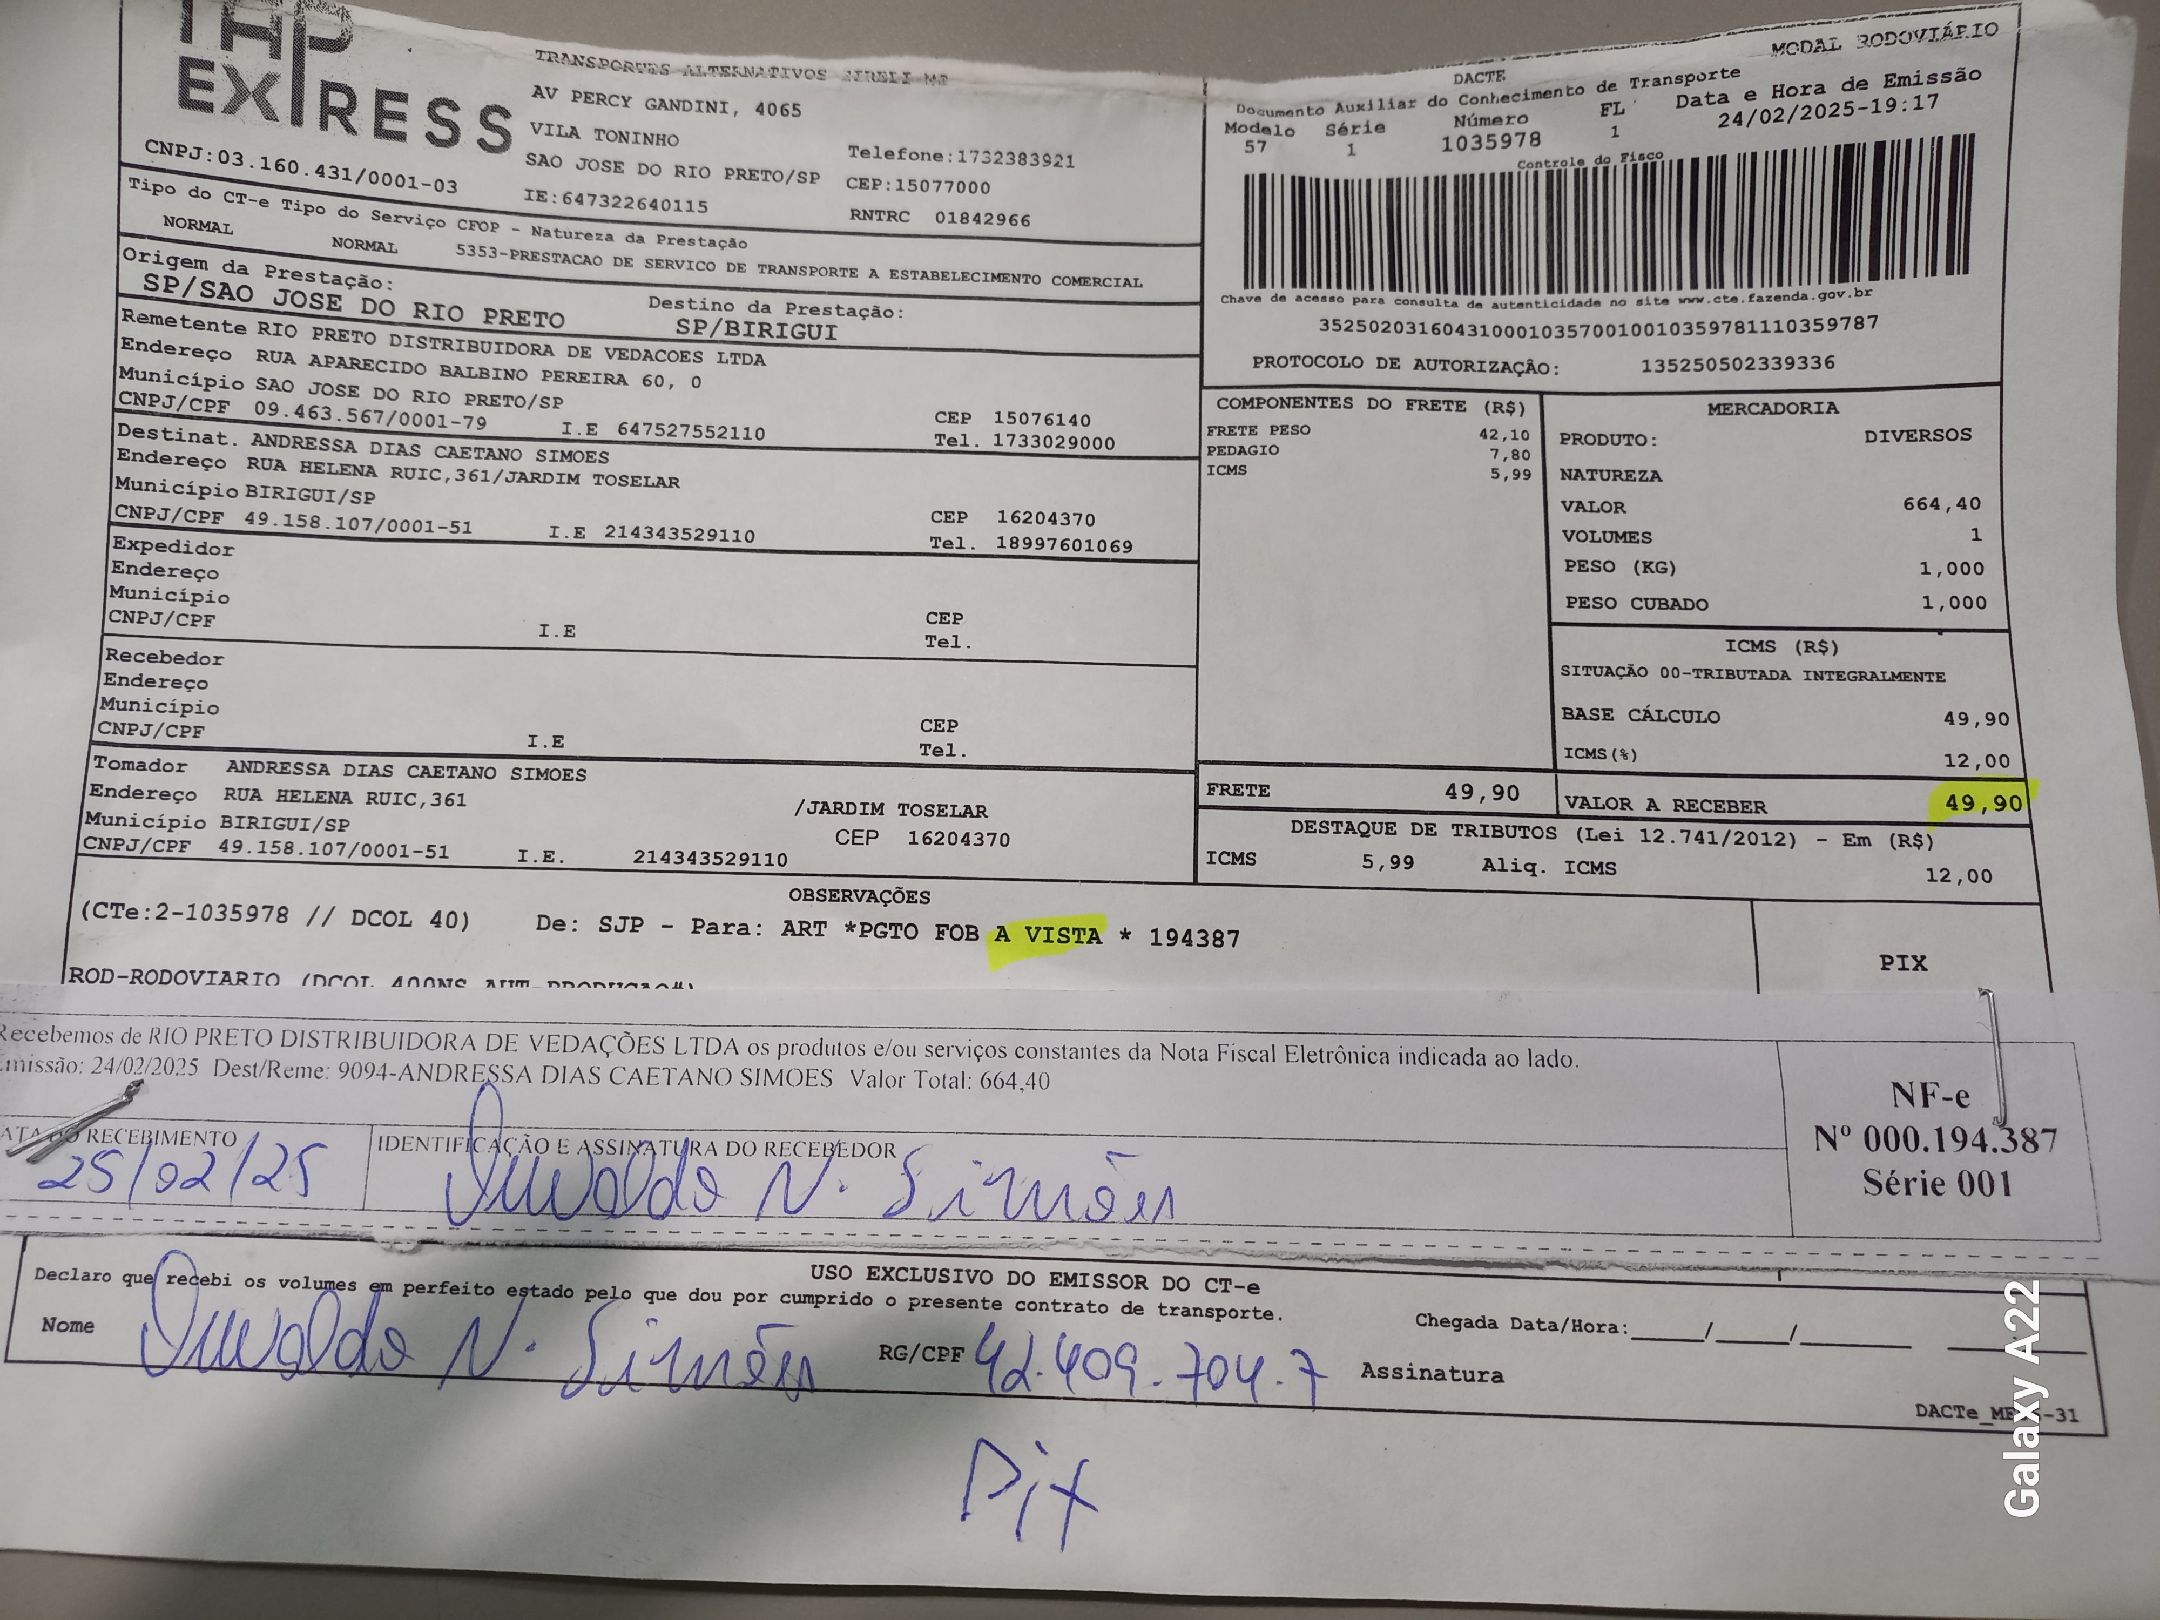 TAP
EXPRESS
CNPJ:03.160.431/0001-03
TRANSPORTES ALTERNATIVOS EIRELI ME
AV PERCY GANDINI, 4065
VILA TONINHO
SAO JOSE DO RIO PRETO/SP
IE:647322640115
Telefone:1732383921
CEP:15077000
RNTRC 01842966
MODAL RODOVIÁRIO
DACTE
Documento Auxiliar do Conhecimento de Transporte
Modelo Série Número FL Data e Hora de Emissão
57 1 1035978 1 24/02/2025-19:17
Controle do Fisco
Chave de acesso para consulta de autenticidade no site www.cte.fazenda.gov.br
35250203160431000103570010010359781110359787
PROTOCOLO DE AUTORIZAÇÃO: 135250502339336
Tipo do CT-e Tipo do Serviço CFOP - Natureza da Prestação
NORMAL NORMAL 5353-PRESTACAO DE SERVICO DE TRANSPORTE A ESTABELECIMENTO COMERCIAL
Origem da Prestação: Destino da Prestação:
SP/SAO JOSE DO RIO PRETO SP/BIRIGUI
Remetente RIO PRETO DISTRIBUIDORA DE VEDACOES LTDA
Endereço RUA APARECIDO BALBINO PEREIRA 60, 0
Município SAO JOSE DO RIO PRETO/SP CEP 15076140
CNPJ/CPF 09.463.567/0001-79 I.E 647527552110 Tel. 1733029000
Destinat. ANDRESSA DIAS CAETANO SIMOES
Endereço RUA HELENA RUIC,361/JARDIM TOSELAR
Município BIRIGUI/SP CEP 16204370
CNPJ/CPF 49.158.107/0001-51 I.E 214343529110 Tel. 18997601069
Expedidor
Endereço
Município CEP
CNPJ/CPF I.E Tel.
Recebedor
Endereço
Município CEP
CNPJ/CPF I.E Tel.
Tomador ANDRESSA DIAS CAETANO SIMOES
Endereço RUA HELENA RUIC,361 /JARDIM TOSELAR
Município BIRIGUI/SP CEP 16204370
CNPJ/CPF 49.158.107/0001-51 I.E. 214343529110
COMPONENTES DO FRETE (R$)
FRETE PESO 42,10
PEDAGIO 7,80
ICMS 5,99
MERCADORIA
PRODUTO: DIVERSOS
NATUREZA
VALOR 664,40
VOLUMES 1
PESO (KG) 1,000
PESO CUBADO 1,000
ICMS (R$)
SITUAÇÃO 00-TRIBUTADA INTEGRALMENTE
BASE CÁLCULO 49,90
ICMS(%) 12,00
FRETE 49,90 VALOR A RECEBER 49,90
DESTAQUE DE TRIBUTOS (Lei 12.741/2012) - Em (R$)
ICMS 5,99 Aliq. ICMS 12,00
OBSERVAÇÕES
(CTe:2-1035978 // DCOL 40) De: SJP - Para: ART *PGTO FOB A VISTA * 194387
PIX
ROD-RODOVIARIO (DCOL
Recebemos de RIO PRETO DISTRIBUIDORA DE VEDAÇÕES LTDA os produtos e/ou serviços constantes da Nota Fiscal Eletrônica indicada ao lado.
Emissão: 24/02/2025 Dest/Reme: 9094-ANDRESSA DIAS CAETANO SIMOES Valor Total: 664,40
DATA DO RECEBIMENTO IDENTIFICAÇÃO E ASSINATURA DO RECEBEDOR
25/02/25 N. Simões
NF-e
Nº 000.194.387
Série 001
USO EXCLUSIVO DO EMISSOR DO CT-e
Declaro que recebi os volumes em perfeito estado pelo que dou por cumprido o presente contrato de transporte.
Nome N. Simões RG/CPF 42.409.704.7 Assinatura
Chegada Data/Hora:_____/____/_______
DACTe_
Pix
Galaxy A22